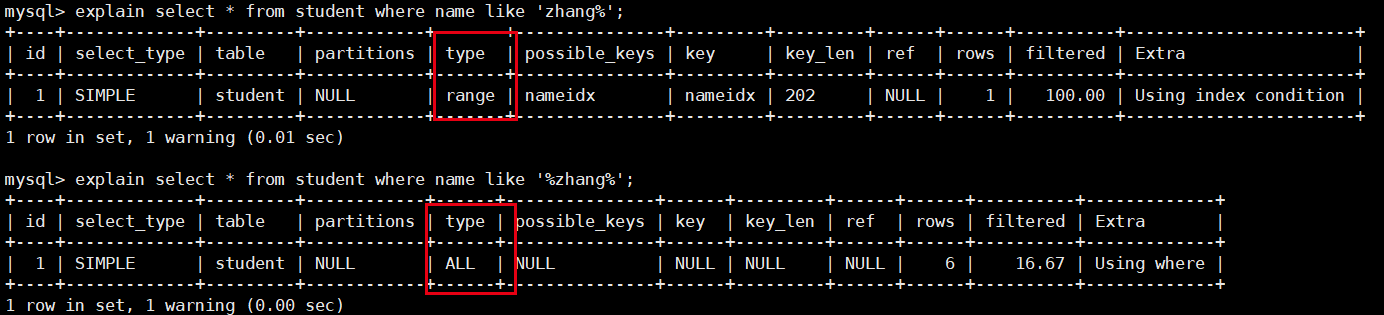 mysql> explain select * from student where name like 'zhang%';
+----+-------------+---------+------------+-------+---------------+---------+---------+------+------+----------+-----------------------+
| id | select_type | table   | partitions | type  | possible_keys | key     | key_len | ref  | rows | filtered | Extra                 |
+----+-------------+---------+------------+-------+---------------+---------+---------+------+------+----------+-----------------------+
|  1 | SIMPLE      | student | NULL       | range | nameidx       | nameidx | 202     | NULL |    1 |   100.00 | Using index condition |
+----+-------------+---------+------------+-------+---------------+---------+---------+------+------+----------+-----------------------+
1 row in set, 1 warning (0.01 sec)
mysql> explain select * from student where name like '%zhang%';
+----+-------------+---------+------------+------+---------------+------+---------+------+------+----------+-------------+
| id | select_type | table   | partitions | type | possible_keys | key  | key_len | ref  | rows | filtered | Extra       |
+----+-------------+---------+------------+------+---------------+------+---------+------+------+----------+-------------+
|  1 | SIMPLE      | student | NULL       | ALL  | NULL          | NULL | NULL    | NULL |    6 |    16.67 | Using where |
+----+-------------+---------+------------+------+---------------+------+---------+------+------+----------+-------------+
1 row in set, 1 warning (0.00 sec)